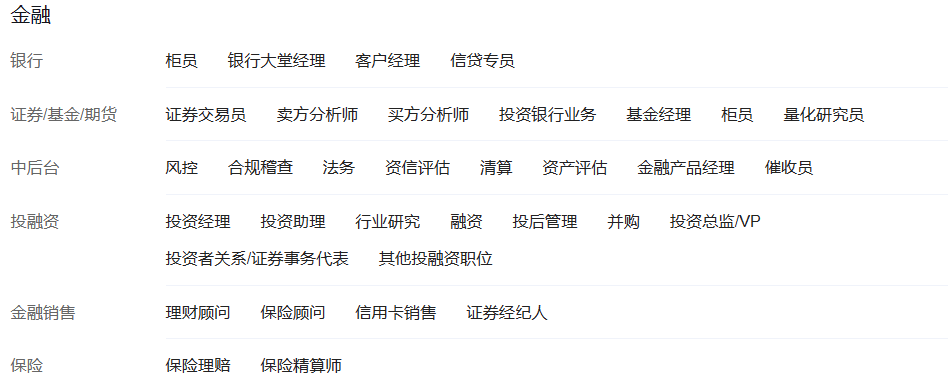 金融
银行 柜员 银行大堂经理 客户经理 信贷专员
证券/基金/期货 证券交易员 卖方分析师 买方分析师 投资银行业务 基金经理 柜员 量化研究员
中后台 风控 合规稽查 法务 资信评估 清算 资产评估 金融产品经理 催收员
投融资 投资经理 投资助理 行业研究 融资 投后管理 并购 投资总监/VP
投资者关系/证券事务代表 其他投融资职位
金融销售 理财顾问 保险顾问 信用卡销售 证券经纪人
保险 保险理赔 保险精算师